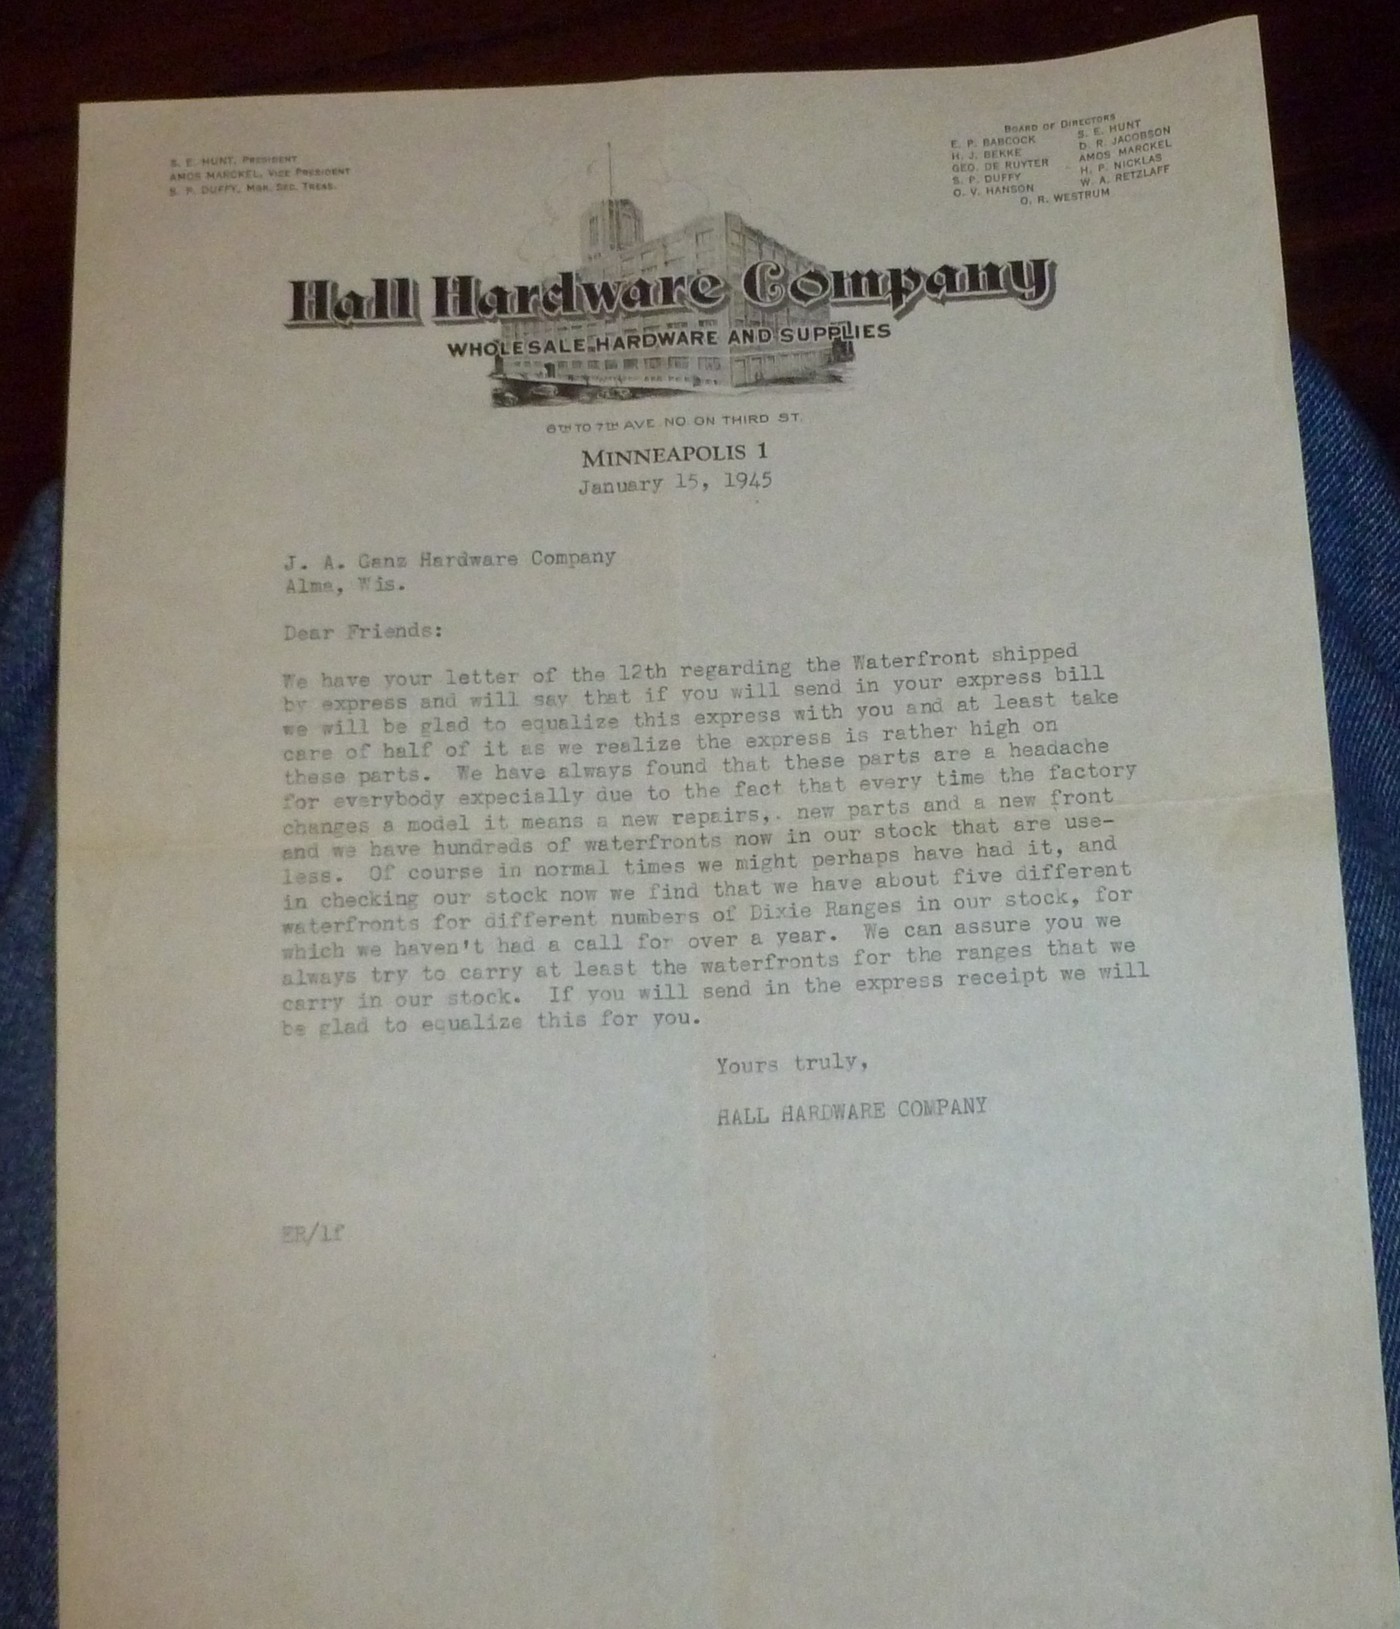 S. E. HUNT, PRESIDENT
AMOS MARCKEL, VICE PRESIDENT
S. P. DUFFY, MGR. SEC. TREAS.
BOARD OF DIRECTORS
E. P. BABCOCK S. E. HUNT
H. J. BEKKE D. R. JACOBSON
GEO. DE RUYTER AMOS MARCKEL
S. P. DUFFY H. P. NICKLAS
O. V. HANSON W. A. RETZLAFF
O. R. WESTRUM
Hall Hardware Company
WHOLESALE HARDWARE AND SUPPLIES
6TH TO 7TH AVE. NO. ON THIRD ST.
MINNEAPOLIS 1
January 15, 1945
J. A. Ganz Hardware Company
Alma, Wis.
Dear Friends:
We have your letter of the 12th regarding the Waterfront shipped
by express and will say that if you will send in your express bill
we will be glad to equalize this express with you and at least take
care of half of it as we realize the express is rather high on
these parts. We have always found that these parts are a headache
for everybody expecially due to the fact that every time the factory
changes a model it means a new repairs,. new parts and a new front
and we have hundreds of waterfronts now in our stock that are use-
less. Of course in normal times we might perhaps have had it, and
in checking our stock now we find that we have about five different
waterfronts for different numbers of Dixie Ranges in our stock, for
which we haven't had a call for over a year. We can assure you we
always try to carry at least the waterfronts for the ranges that we
carry in our stock. If you will send in the express receipt we will
be glad to equalize this for you.
Yours truly,
HALL HARDWARE COMPANY
ER/lf